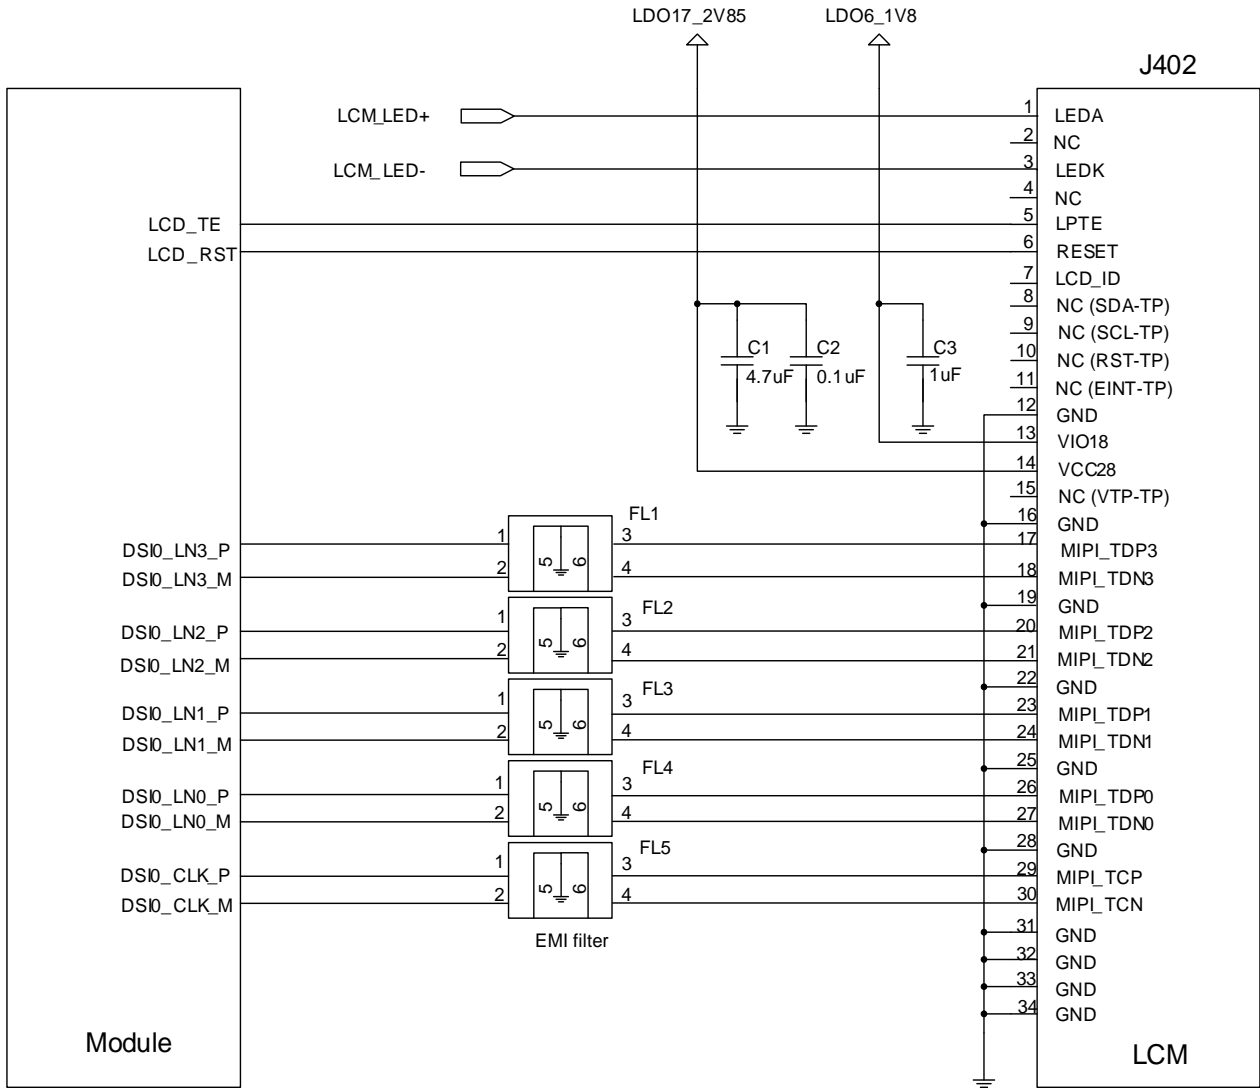 LDO17_2V85
LDO6_1V8
J402
LCM_LED+
1
LEDA
2
NC
LCM_LED-
3
LEDK
4
NC
LCD_TE
5
LPTE
LCD_RST
6
RESET
7
LCD_ID
8
NC (SDA-TP)
9
NC (SCL-TP)
C1
4.7uF
C2
0.1uF
C3
1uF
10
NC (RST-TP)
11
NC (EINT-TP)
12
GND
13
VIO18
14
VCC28
15
NC (VTP-TP)
16
GND
FL1
DSI0_LN3_P
1
3
17
MIPI_TDP3
5
6
DSI0_LN3_M
2
4
18
MIPI_TDN3
19
GND
FL2
DSI0_LN2_P
1
3
20
MIPI_TDP2
5
6
DSI0_LN2_M
2
4
21
MIPI_TDN2
22
GND
FL3
DSI0_LN1_P
1
3
23
MIPI_TDP1
5
6
DSI0_LN1_M
2
4
24
MIPI_TDN1
25
GND
FL4
DSI0_LN0_P
1
3
26
MIPI_TDP0
5
6
DSI0_LN0_M
2
4
27
MIPI_TDN0
28
GND
FL5
DSI0_CLK_P
1
3
29
MIPI_TCP
5
6
DSI0_CLK_M
2
4
30
MIPI_TCN
EMI filter
31
GND
32
GND
33
GND
34
GND
Module
LCM